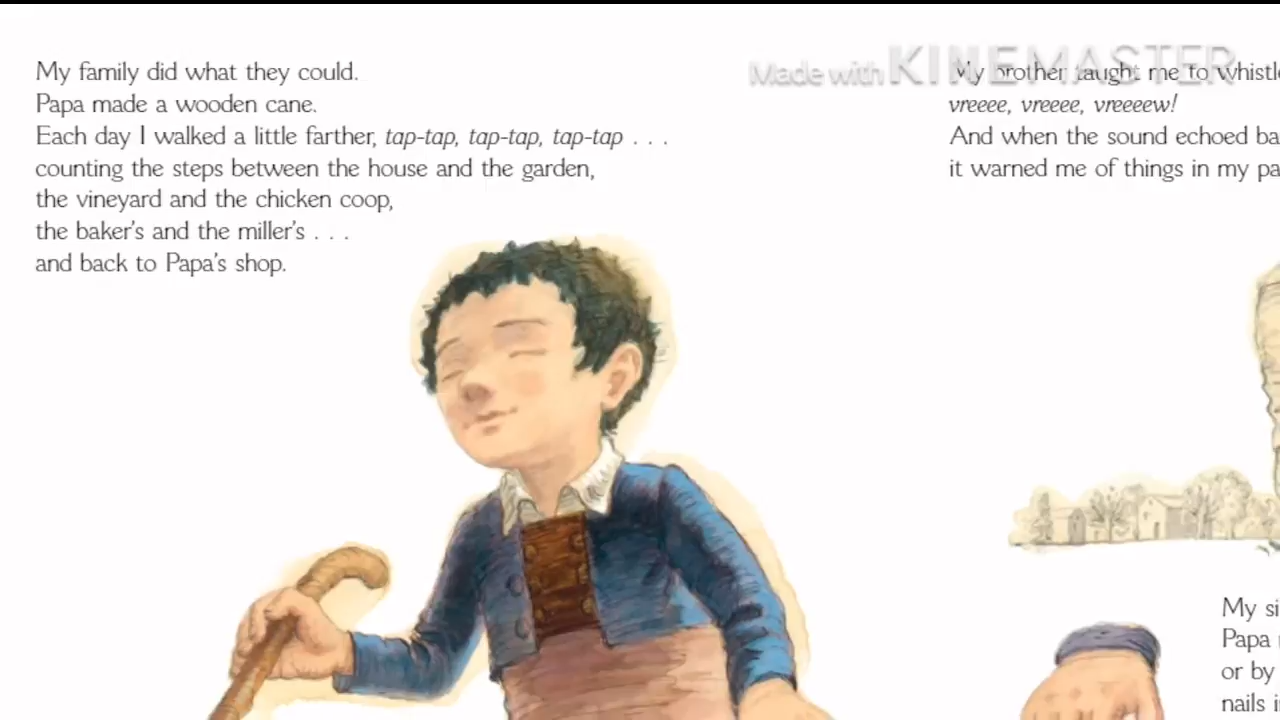 Made with KINEMASTER
My family did what they could.
Papa made a wooden cane.
Each day I walked a little farther, tap-tap, tap-tap, tap-tap . . .
counting the steps between the house and the garden,
the vineyard and the chicken coop,
the baker's and the miller's . . .
and back to Papa's shop.
My brother taught me to whistle
vreeee, vreeee, vreeeew!
And when the sound echoed
it warned me of things in my
My
Papa
or by
nails